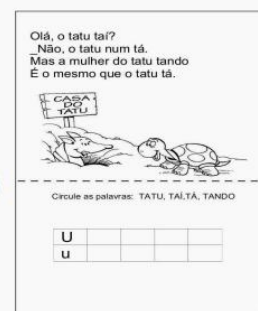 Olá, o tatu taí?
_Não, o tatu num tá.
Mas a mulher do tatu tando
É o mesmo que o tatu tá.
CASA
DO
TATU
Circule as palavras: TATU, TAÍ,TÁ, TANDO
U
u